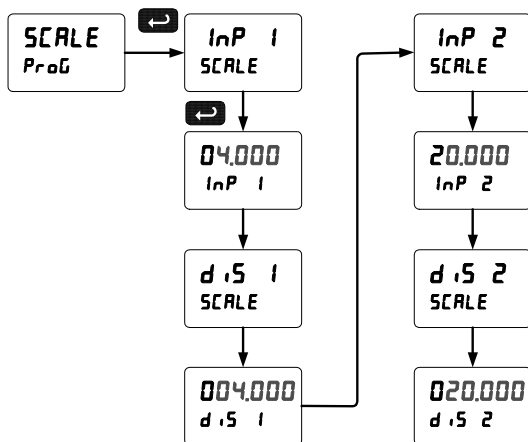 SCALE
ProG
InP 1
SCALE
04.000
InP 1
diS 1
SCALE
004.000
diS 1
InP 2
SCALE
20.000
InP 2
diS 2
SCALE
020.000
diS 2